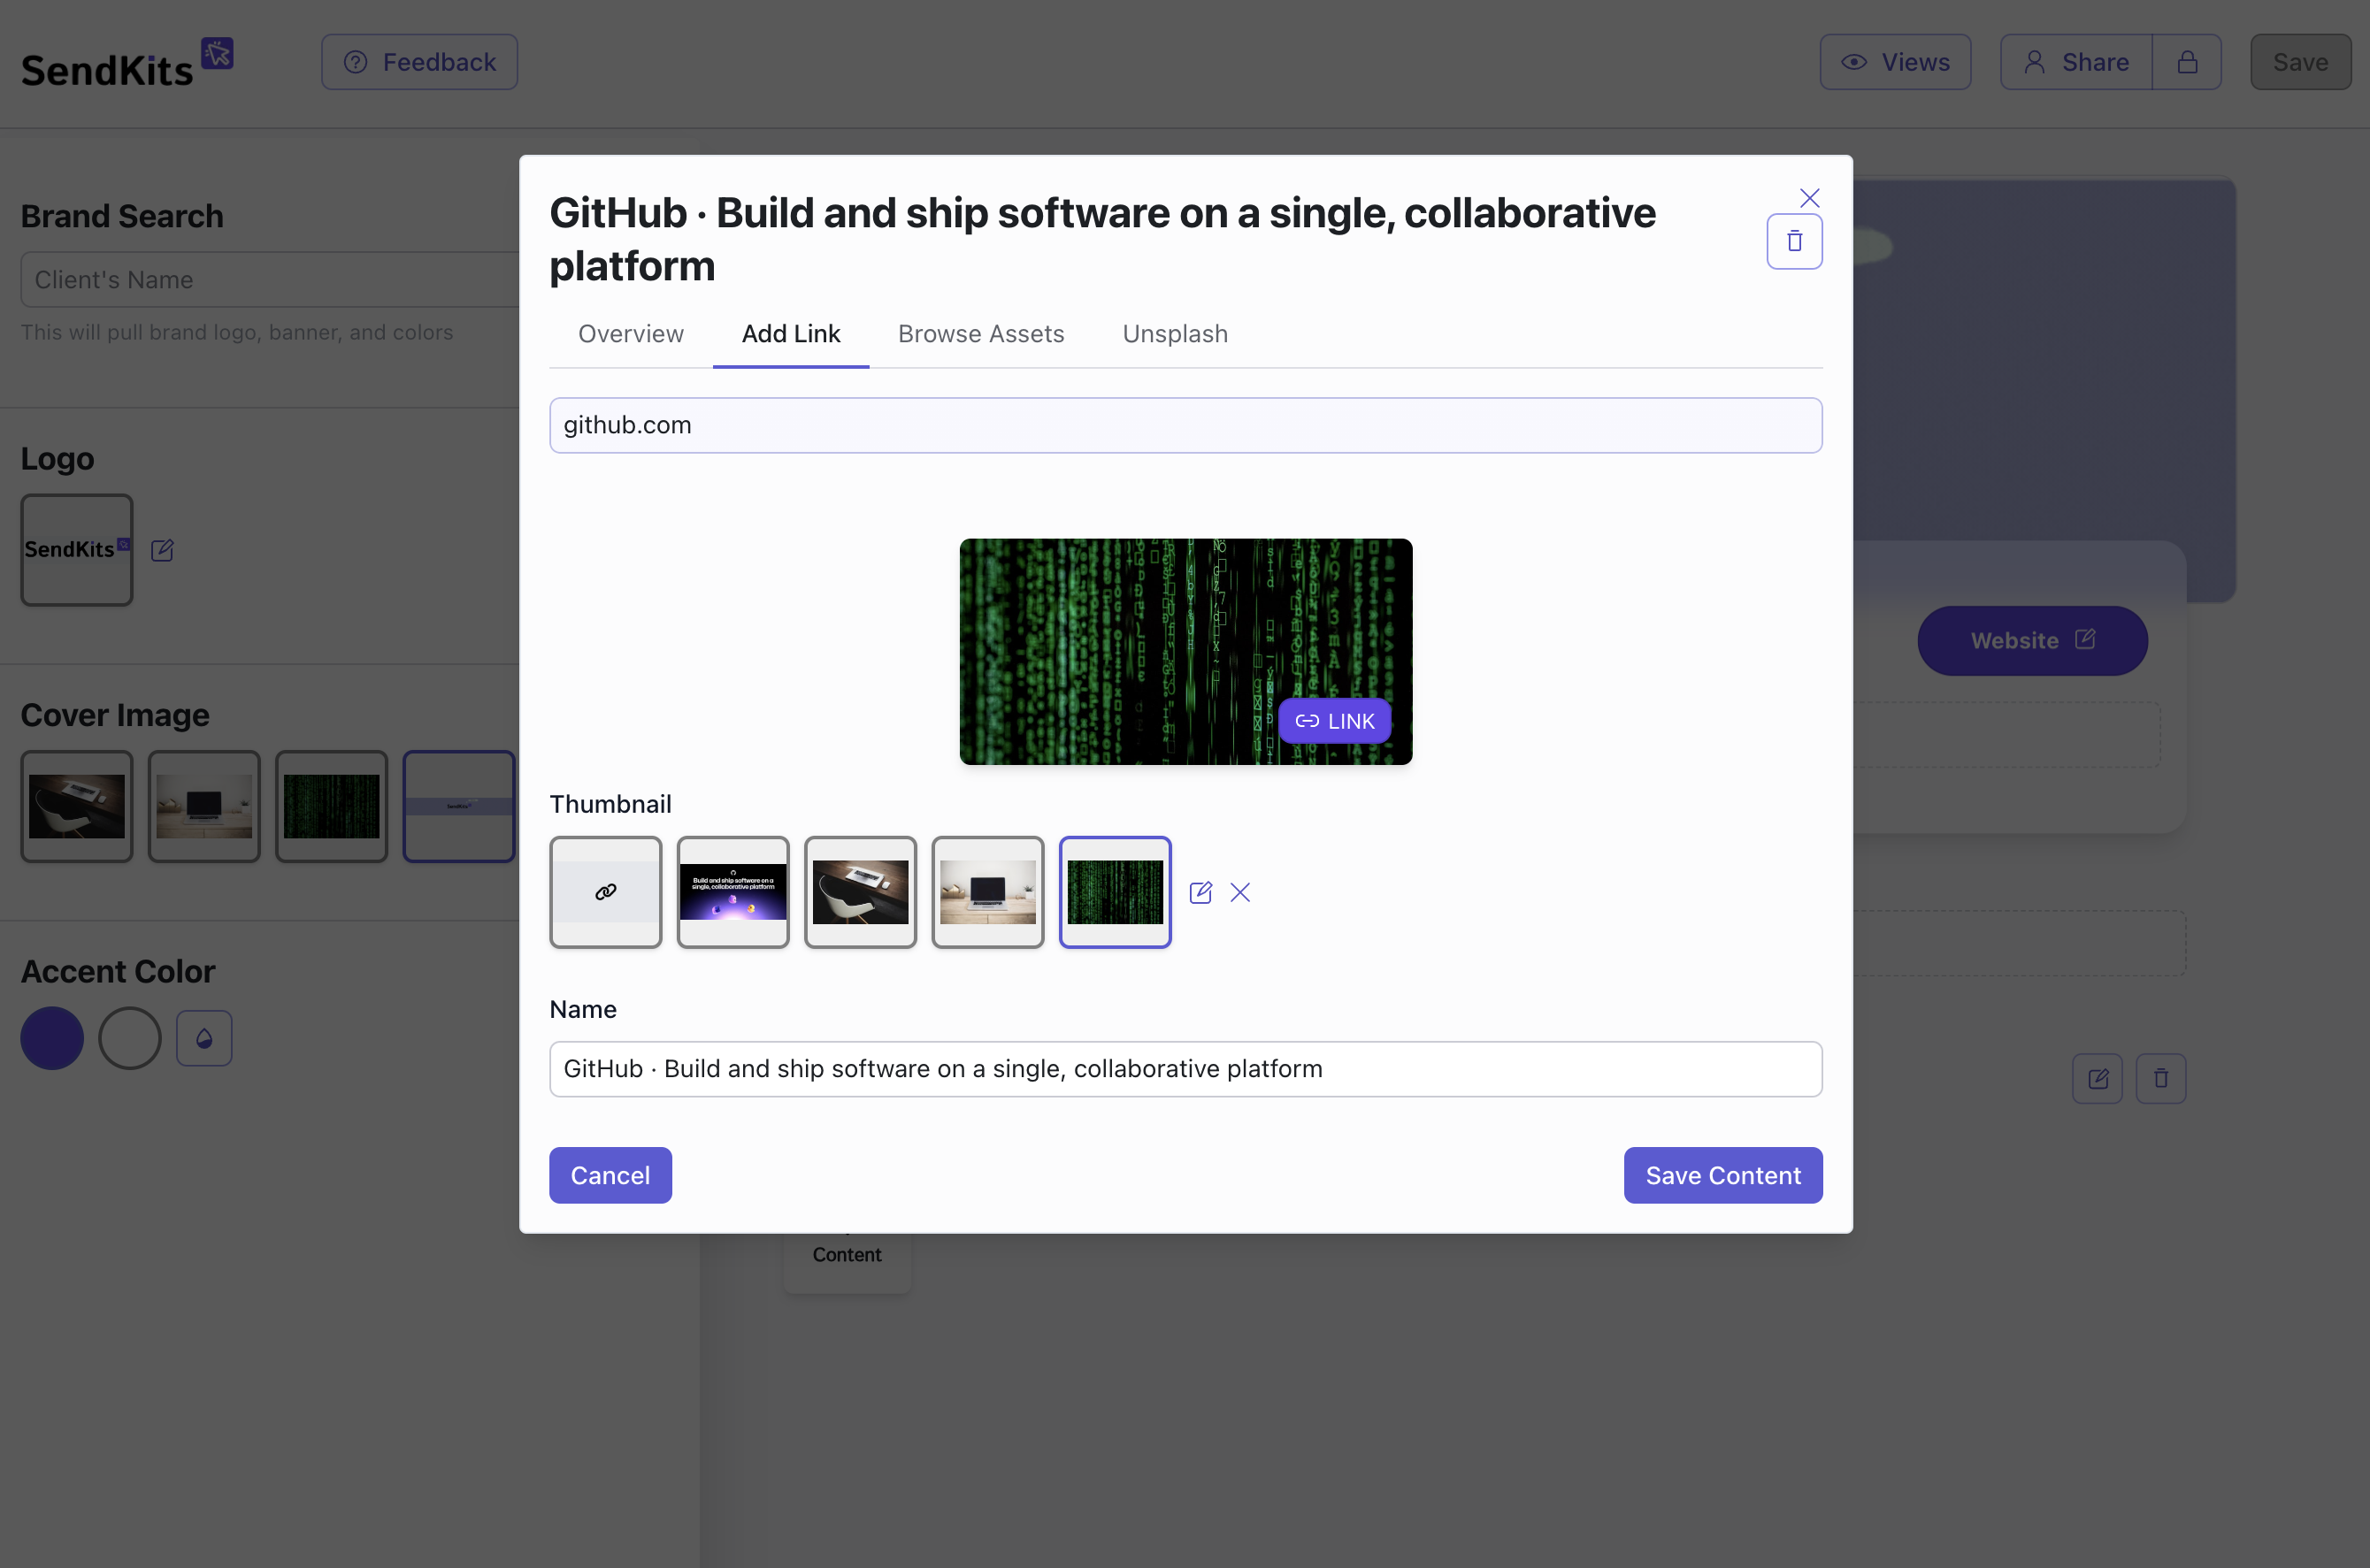 SendKits
Feedback
Views
Share
Save
Brand Search
Client's Name
This will pull brand logo, banner, and colors
Logo
SendKits
Cover Image
SendKits
Accent Color
GitHub · Build and ship software on a single, collaborative
platform
Overview
Add Link
Browse Assets
Unsplash
github.com
LINK
Thumbnail
Build and ship software on a
single, collaborative platform
Name
GitHub · Build and ship software on a single, collaborative platform
Cancel
Save Content
Website
Content